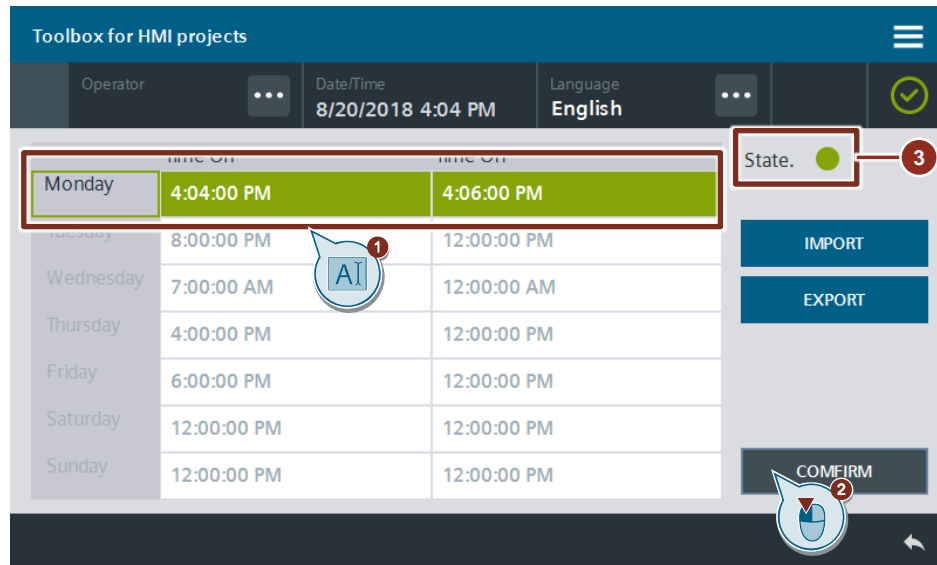 Toolbox for HMI projects
Operator
Date/Time
Language
8/20/2018 4:04 PM
English
State.
3
Monday
4:04:00 PM
4:06:00 PM
Tuesday
8:00:00 PM
12:00:00 PM
1
A
IMPORT
Wednesday
7:00:00 AM
12:00:00 AM
EXPORT
Thursday
4:00:00 PM
12:00:00 PM
Friday
6:00:00 PM
12:00:00 PM
Saturday
12:00:00 PM
12:00:00 PM
Sunday
12:00:00 PM
12:00:00 PM
COMFIRM
2